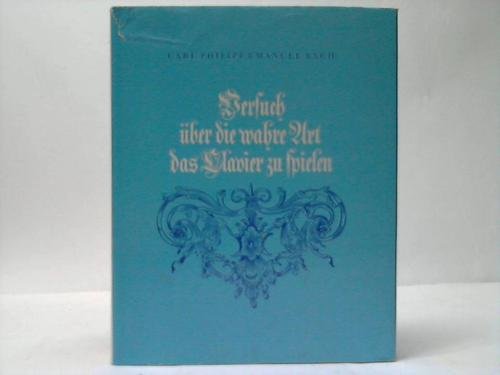 CARL PHILIPP EMANUEL BACH
Versuch
über die wahre Art
das Clavier zu spielen